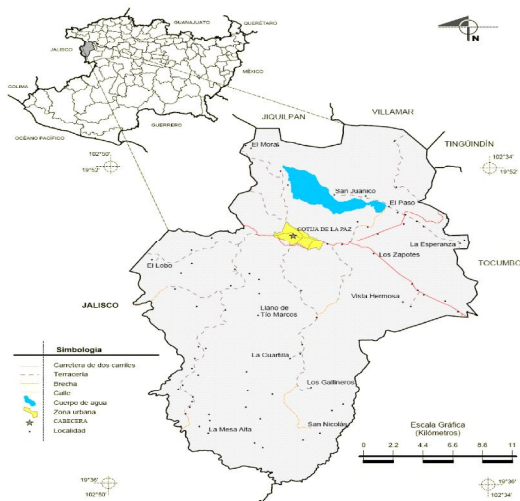 GUANAJUATO
QUERÉTARO
JALISCO
N
MÉXICO
COLIMA
GUERRERO
OCÉANO PACÍFICO
JIQUILPAN
VILLAMAR
TINGÜINDÍN
102°50'
19°52'
102°34'
19°52'
El Moral
San Juanico
El Paso
COTIJA DE LA PAZ
La Esperanza
Los Zapotes
TOCUMBO
El Lobo
JALISCO
Llano de
Tío Marcos
Vista Hermosa
La Cuartilla
Los Gallineros
San Nicolás
La Mesa Alta
Simbología
Carretera de dos carriles
Terracería
Brecha
Calle
Cuerpo de agua
Zona urbana
CABECERA
Localidad
Escala Gráfica
(Kilómetros)
0 2.2 4.4 6.6 8.8 11
19°36'
102°50'
19°36'
102°34'